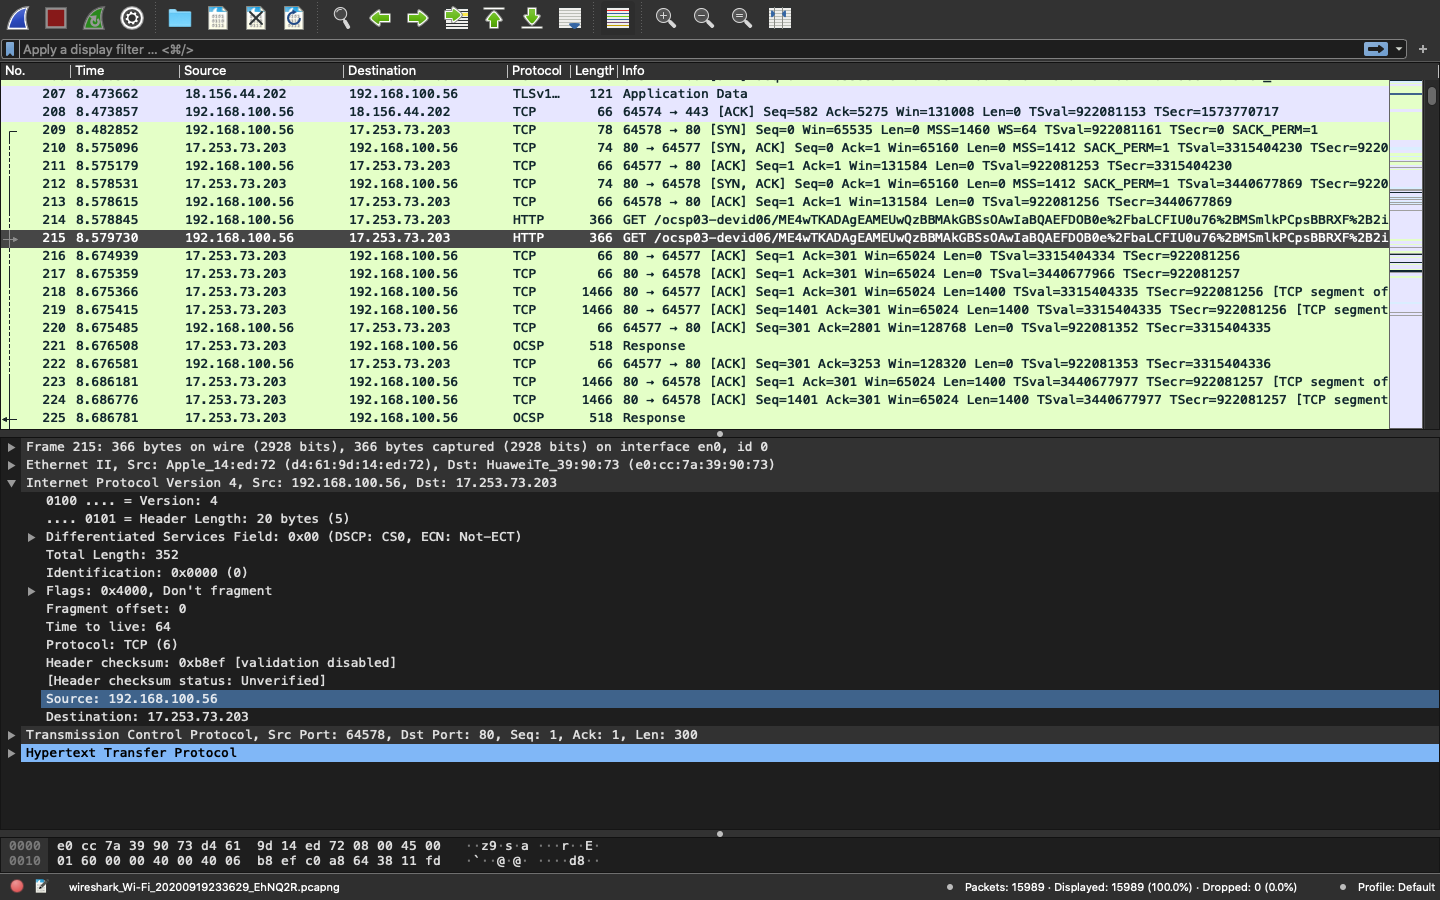 Apply a display filter ... <⌘/>
No. Time Source Destination Protocol Length Info
207 8.473662 18.156.44.202 192.168.100.56 TLSv1… 121 Application Data
208 8.473857 192.168.100.56 18.156.44.202 TCP 66 64574 → 443 [ACK] Seq=582 Ack=5275 Win=131008 Len=0 TSval=922081153 TSecr=1573770717
209 8.482852 192.168.100.56 17.253.73.203 TCP 78 64578 → 80 [SYN] Seq=0 Win=65535 Len=0 MSS=1460 WS=64 TSval=922081161 TSecr=0 SACK_PERM=1
210 8.575096 17.253.73.203 192.168.100.56 TCP 74 80 → 64577 [SYN, ACK] Seq=0 Ack=1 Win=65160 Len=0 MSS=1412 SACK_PERM=1 TSval=3315404230 TSecr=9220
211 8.575179 192.168.100.56 17.253.73.203 TCP 66 64577 → 80 [ACK] Seq=1 Ack=1 Win=131584 Len=0 TSval=922081253 TSecr=3315404230
212 8.578531 17.253.73.203 192.168.100.56 TCP 74 80 → 64578 [SYN, ACK] Seq=0 Ack=1 Win=65160 Len=0 MSS=1412 SACK_PERM=1 TSval=3440677869 TSecr=9220
213 8.578615 192.168.100.56 17.253.73.203 TCP 66 64578 → 80 [ACK] Seq=1 Ack=1 Win=131584 Len=0 TSval=922081256 TSecr=3440677869
214 8.578845 192.168.100.56 17.253.73.203 HTTP 366 GET /ocsp03-devid06/ME4wTKADAgEAMEUwQzBBMAkGBSsOAwIaBQAEFDOB0e%2FbaLCFIU0u76%2BMSmlkPCpsBBRXF%2B2i
215 8.579730 192.168.100.56 17.253.73.203 HTTP 366 GET /ocsp03-devid06/ME4wTKADAgEAMEUwQzBBMAkGBSsOAwIaBQAEFDOB0e%2FbaLCFIU0u76%2BMSmlkPCpsBBRXF%2B2i
216 8.674939 17.253.73.203 192.168.100.56 TCP 66 80 → 64577 [ACK] Seq=1 Ack=301 Win=65024 Len=0 TSval=3315404334 TSecr=922081256
217 8.675359 17.253.73.203 192.168.100.56 TCP 66 80 → 64578 [ACK] Seq=1 Ack=301 Win=65024 Len=0 TSval=3440677966 TSecr=922081257
218 8.675366 17.253.73.203 192.168.100.56 TCP 1466 80 → 64577 [ACK] Seq=1 Ack=301 Win=65024 Len=1400 TSval=3315404335 TSecr=922081256 [TCP segment of
219 8.675415 17.253.73.203 192.168.100.56 TCP 1466 80 → 64577 [ACK] Seq=1401 Ack=301 Win=65024 Len=1400 TSval=3315404335 TSecr=922081256 [TCP segment
220 8.675485 192.168.100.56 17.253.73.203 TCP 66 64577 → 80 [ACK] Seq=301 Ack=2801 Win=128768 Len=0 TSval=922081352 TSecr=3315404335
221 8.676508 17.253.73.203 192.168.100.56 OCSP 518 Response
222 8.676581 192.168.100.56 17.253.73.203 TCP 66 64577 → 80 [ACK] Seq=301 Ack=3253 Win=128320 Len=0 TSval=922081353 TSecr=3315404336
223 8.686181 17.253.73.203 192.168.100.56 TCP 1466 80 → 64578 [ACK] Seq=1 Ack=301 Win=65024 Len=1400 TSval=3440677977 TSecr=922081257 [TCP segment of
224 8.686776 17.253.73.203 192.168.100.56 TCP 1466 80 → 64578 [ACK] Seq=1401 Ack=301 Win=65024 Len=1400 TSval=3440677977 TSecr=922081257 [TCP segment
225 8.686781 17.253.73.203 192.168.100.56 OCSP 518 Response
Frame 215: 366 bytes on wire (2928 bits), 366 bytes captured (2928 bits) on interface en0, id 0
Ethernet II, Src: Apple_14:ed:72 (d4:61:9d:14:ed:72), Dst: HuaweiTe_39:90:73 (e0:cc:7a:39:90:73)
Internet Protocol Version 4, Src: 192.168.100.56, Dst: 17.253.73.203
0100 .... = Version: 4
.... 0101 = Header Length: 20 bytes (5)
Differentiated Services Field: 0x00 (DSCP: CS0, ECN: Not-ECT)
Total Length: 352
Identification: 0x0000 (0)
Flags: 0x4000, Don't fragment
Fragment offset: 0
Time to live: 64
Protocol: TCP (6)
Header checksum: 0xb8ef [validation disabled]
[Header checksum status: Unverified]
Source: 192.168.100.56
Destination: 17.253.73.203
Transmission Control Protocol, Src Port: 64578, Dst Port: 80, Seq: 1, Ack: 1, Len: 300
Hypertext Transfer Protocol
0000 e0 cc 7a 39 90 73 d4 61 9d 14 ed 72 08 00 45 00 ··z9·s·a ···r··E·
0010 01 60 00 00 40 00 40 06 b8 ef c0 a8 64 38 11 fd ·`··@·@· ····d8··
wireshark_Wi-Fi_20200919233629_EhNQ2R.pcapng
Packets: 15989 · Displayed: 15989 (100.0%) · Dropped: 0 (0.0%)
Profile: Default